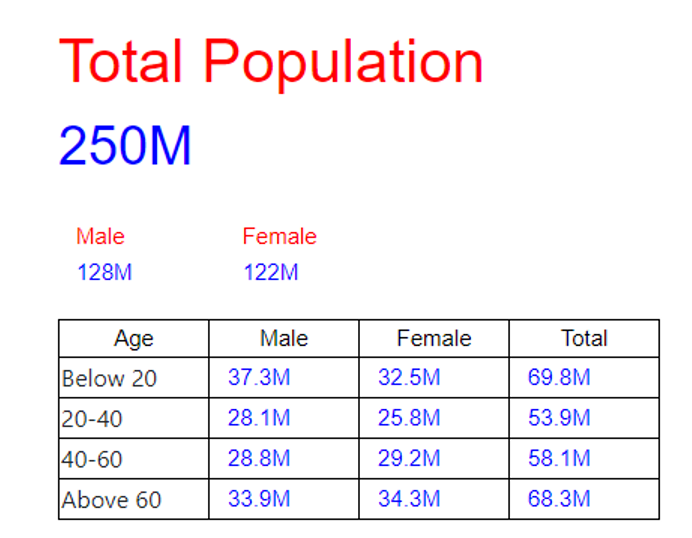 Total Population
250M
Male Female
128M 122M
Age Male Female Total
Below 20 37.3M 32.5M 69.8M
20-40 28.1M 25.8M 53.9M
40-60 28.8M 29.2M 58.1M
Above 60 33.9M 34.3M 68.3M